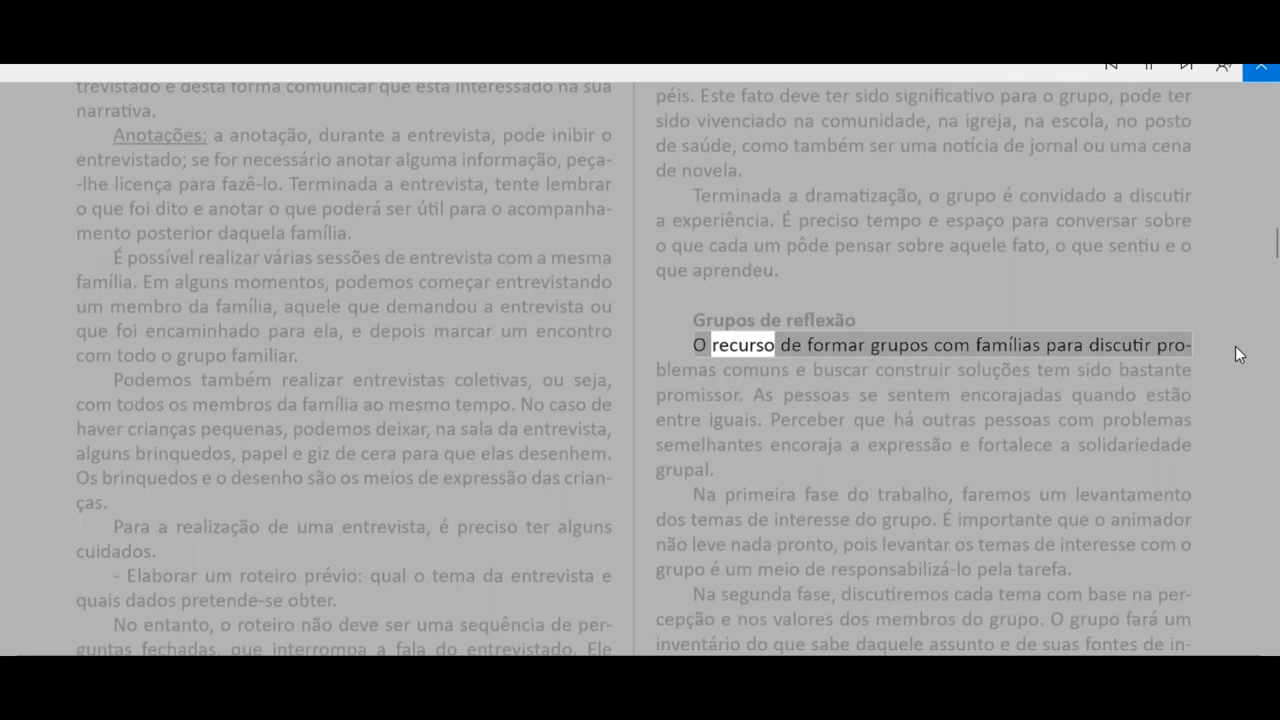 trevistado e desta forma comunicar que está interessado na sua
narrativa.
Anotações: a anotação, durante a entrevista, pode inibir o
entrevistado; se for necessário anotar alguma informação, peça-
-lhe licença para fazê-lo. Terminada a entrevista, tente lembrar
o que foi dito e anotar o que poderá ser útil para o acompanha-
mento posterior daquela família.
É possível realizar várias sessões de entrevista com a mesma
família. Em alguns momentos, podemos começar entrevistando
um membro da família, aquele que demandou a entrevista ou
que foi encaminhado para ela, e depois marcar um encontro
com todo o grupo familiar.
Podemos também realizar entrevistas coletivas, ou seja,
com todos os membros da família ao mesmo tempo. No caso de
haver crianças pequenas, podemos deixar, na sala da entrevista,
alguns brinquedos, papel e giz de cera para que elas desenhem.
Os brinquedos e o desenho são os meios de expressão das crian-
ças.
Para a realização de uma entrevista, é preciso ter alguns
cuidados.
- Elaborar um roteiro prévio: qual o tema da entrevista e
quais dados pretende-se obter.
No entanto, o roteiro não deve ser uma sequência de per-
guntas fechadas, que interrompa a fala do entrevistado. Ele
péis. Este fato deve ter sido significativo para o grupo, pode ter
sido vivenciado na comunidade, na igreja, na escola, no posto
de saúde, como também ser uma notícia de jornal ou uma cena
de novela.
Terminada a dramatização, o grupo é convidado a discutir
a experiência. É preciso tempo e espaço para conversar sobre
o que cada um pôde pensar sobre aquele fato, o que sentiu e o
que aprendeu.
Grupos de reflexão
O recurso de formar grupos com famílias para discutir pro-
blemas comuns e buscar construir soluções tem sido bastante
promissor. As pessoas se sentem encorajadas quando estão
entre iguais. Perceber que há outras pessoas com problemas
semelhantes encoraja a expressão e fortalece a solidariedade
grupal.
Na primeira fase do trabalho, faremos um levantamento
dos temas de interesse do grupo. É importante que o animador
não leve nada pronto, pois levantar os temas de interesse com o
grupo é um meio de responsabilizá-lo pela tarefa.
Na segunda fase, discutiremos cada tema com base na per-
cepção e nos valores dos membros do grupo. O grupo fará um
inventário do que sabe daquele assunto e de suas fontes de in-